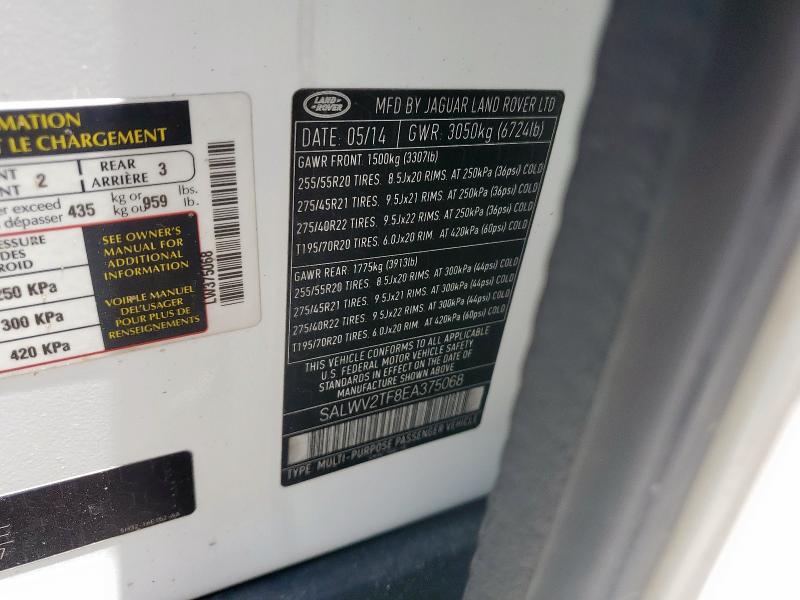 RMATION
T LE CHARGEMENT
NT 2 REAR 3
NT ARRIÈRE
er exceed 435 kg or 959 lbs.
s dépasser kg ou lb.
ESSURE
DES
ROID
250 KPa
300 KPa
420 KPa
SEE OWNER'S
MANUAL FOR
ADDITIONAL
INFORMATION
VOIR LE MANUEL
DE L'USAGER
POUR PLUS DE
RENSEIGNEMENTS
LW375068
LAND
ROVER
MFD BY JAGUAR LAND ROVER LTD
DATE: 05/14 GWR: 3050kg (6724lb)
GAWR FRONT. 1500kg (3307lb)
255/55R20 TIRES. 8 5Jx20 RIMS. AT 250kPa (36psi) COLD
275/45R21 TIRES. 9 5Jx21 RIMS. AT 250kPa (36psi) COLD
275/40R22 TIRES. 9.5Jx22 RIMS. AT 250kPa (36psi) COLD
T195/70R20 TIRES. 6.0Jx20 RIM. AT 420kPa (60psi) COLD
GAWR REAR. 1775kg (3913lb)
255/55R20 TIRES. 8.5Jx20 RIMS. AT 300kPa (44psi) COLD
275/45R21 TIRES. 9.5Jx21 RIMS. AT 300kPa (44psi) COLD
275/40R22 TIRES. 9.5Jx22 RIMS. AT 300kPa (44psi) COLD
T195/70R20 TIRES. 6.0Jx20 RIM. AT 420kPa (60psi) COLD
THIS VEHICLE CONFORMS TO ALL APPLICABLE
U.S. FEDERAL MOTOR VEHICLE SAFETY
STANDARDS IN EFFECT ON THE DATE OF
MANUFACTURE SHOWN ABOVE
SALWV2TF8EA375068
TYPE MULTI-PURPOSE PASSENGER VEHICLE